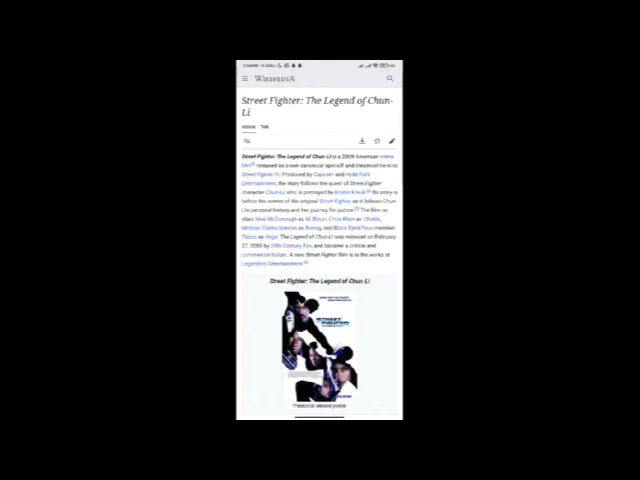 WIKIPEDIA
Street Fighter: The Legend of Chun-
Li
Article Talk
Street Fighter: The Legend of Chun-Li is a 2009 American crime
film released as a non-canonical spin-off and theatrical tie-in to
Street Fighter IV. Produced by Capcom and Hyde Park
Entertainment, the story follows the quest of Street Fighter
character Chun-Li who is portrayed by Kristin Kreuk. Its story is
before the events of the original Street Fighter as it follows Chun-
Li's personal history and her journey for justice. The film
stars Neal McDonough as M. Bison, Chris Klein as Charlie,
Michael Clarke Duncan as Balrog, and Black Eyed Peas member
Taboo as Vega. The Legend of Chun-Li was released on February
27, 2009 by 20th Century Fox, and became a critical and
commercial failure. A new Street Fighter film is in the works at
Legendary Entertainment.
Street Fighter: The Legend of Chun-Li
STREET
FIGHTER
Theatrical release poster